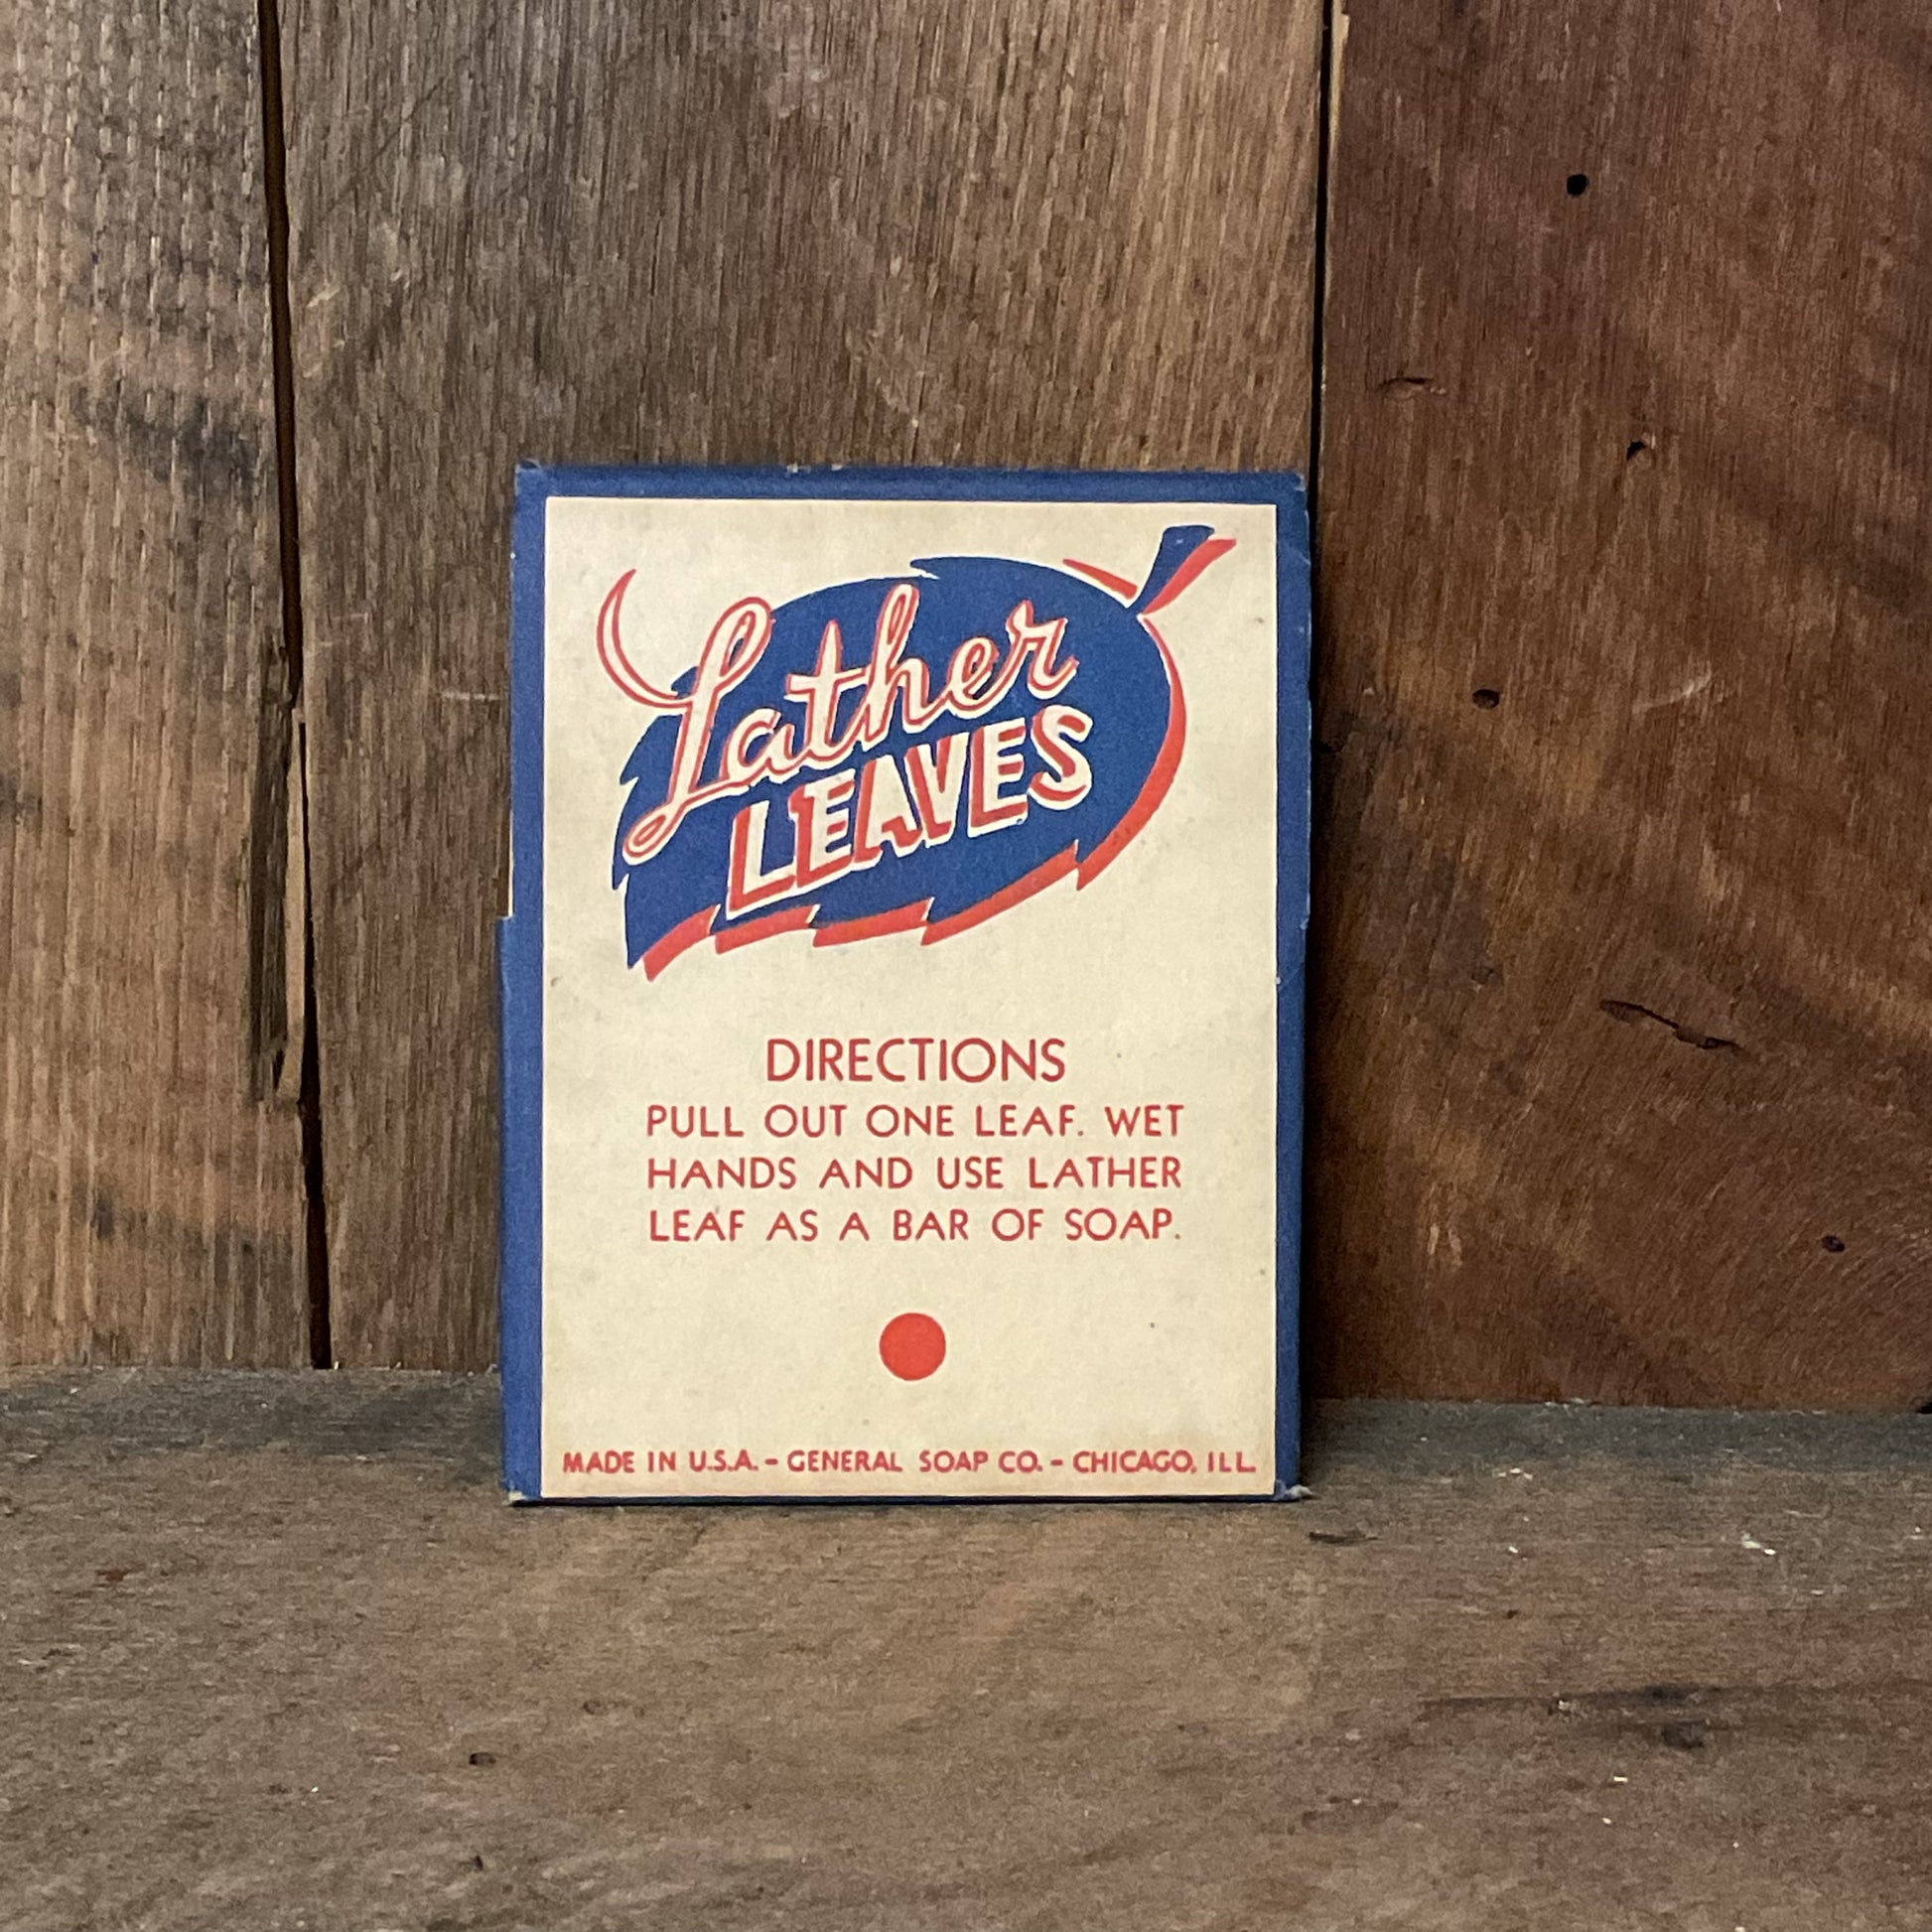 Lather
LEAVES
DIRECTIONS
PULL OUT ONE LEAF. WET
HANDS AND USE LATHER
LEAF AS A BAR OF SOAP.
MADE IN U.S.A. - GENERAL SOAP CO. - CHICAGO, ILL.